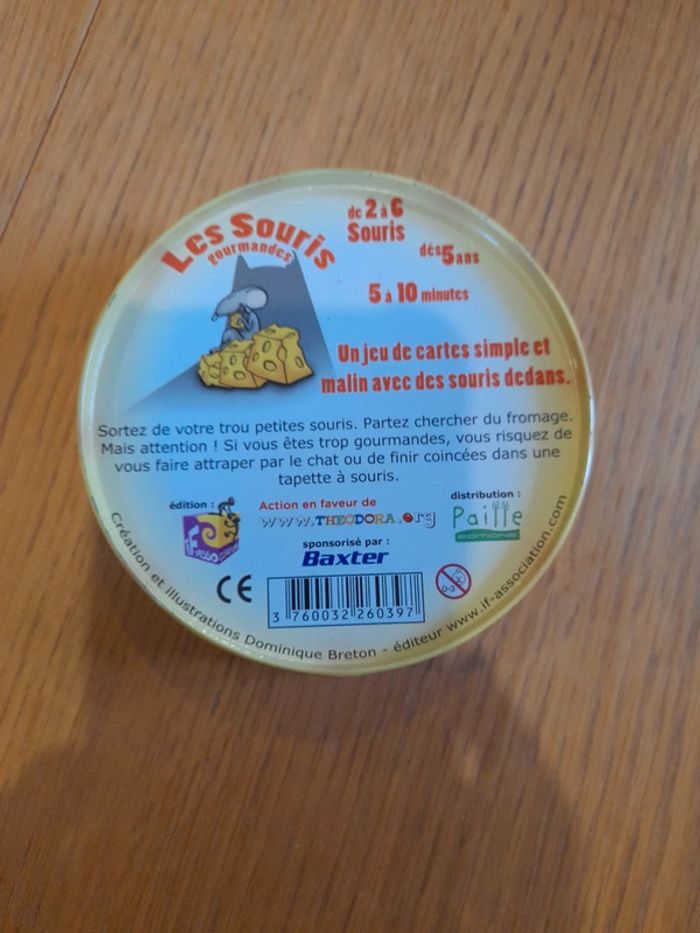 Les Souris
gourmandes
de 2 à 6
Souris
dès 5 ans
5 à 10 minutes
Un jeu de cartes simple et
malin avec des souris dedans.
Sortez de votre trou petites souris. Partez chercher du fromage.
Mais attention ! Si vous êtes trop gourmandes, vous risquez de
vous faire attraper par le chat ou de finir coincées dans une
tapette à souris.
édition :
Action en faveur de
www.THEODORA.org
distribution :
Paille
EDITIONS
sponsorisé par :
Baxter
CE
0-3
3 760032 260397
Création et illustrations Dominique Breton - éditeur www.if-association.com